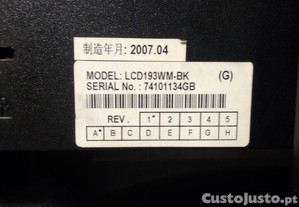 制造年月: 2007.04
MODEL: LCD193WM-BK (G)
SERIAL No. : 74101134GB
REV. 1* 2 3 4 5
A* B C D E F G H
CustoJusto.pt